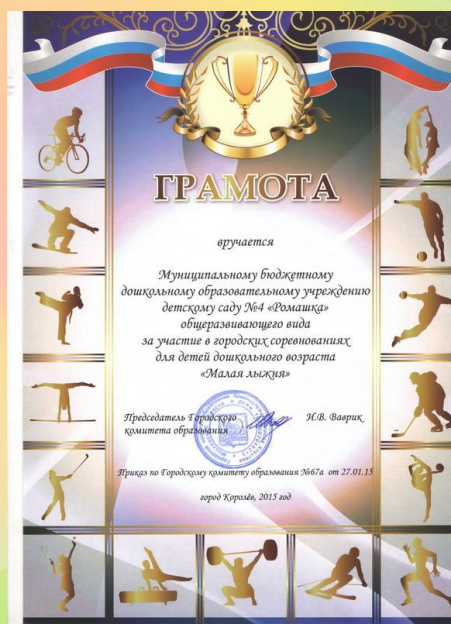 ГРАМОТА
вручается
Муниципальному бюджетному
дошкольному образовательному учреждению
детскому саду №4 «Ромашка»
общеразвивающего вида
за участие в городских соревнованиях
для детей дошкольного возраста
«Малая лыжня»
Председатель Городского
комитета образования
И.В. Ваврик
Приказ по Городскому комитету образования №67а от 27.01.15
город Королёв, 2015 год